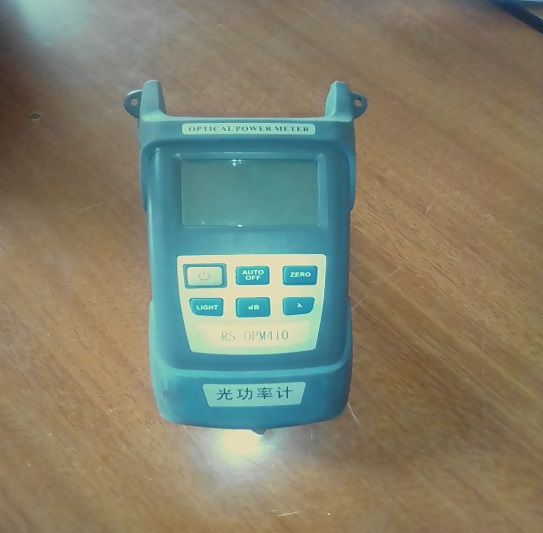 OPTICAL POWER METER
AUTO OFF
ZERO
LIGHT
dB
λ
RS-OPM410
光功率计